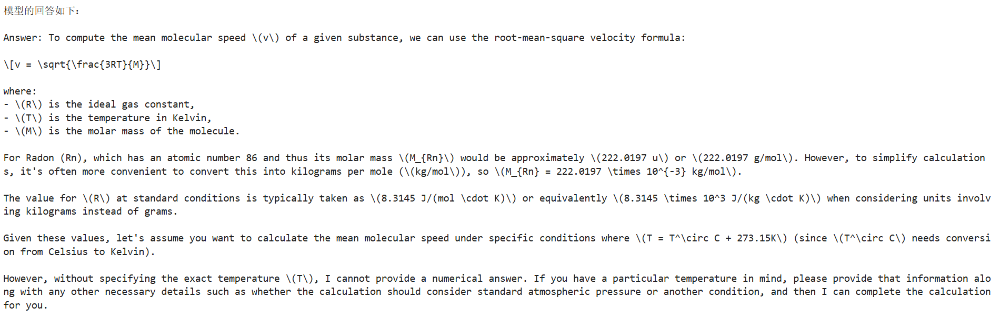 模型的回答如下：
Answer: To compute the mean molecular speed \(v\) of a given substance, we can use the root-mean-square velocity formula:
\[v = \sqrt{\frac{3RT}{M}}\]
where:
- \(R\) is the ideal gas constant,
- \(T\) is the temperature in Kelvin,
- \(M\) is the molar mass of the molecule.
For Radon (Rn), which has an atomic number 86 and thus its molar mass \(M_{Rn}\) would be approximately \(222.0197 u\) or \(222.0197 g/mol\). However, to simplify calculation
s, it's often more convenient to convert this into kilograms per mole (\(kg/mol\)), so \(M_{Rn} = 222.0197 \times 10^{-3} kg/mol\).
The value for \(R\) at standard conditions is typically taken as \(8.3145 J/(mol \cdot K)\) or equivalently \(8.3145 \times 10^3 J/(kg \cdot K)\) when considering units involv
ing kilograms instead of grams.
Given these values, let's assume you want to calculate the mean molecular speed under specific conditions where \(T = T^\circ C + 273.15K\) (since \(T^\circ C\) needs conversi
on from Celsius to Kelvin).
However, without specifying the exact temperature \(T\), I cannot provide a numerical answer. If you have a particular temperature in mind, please provide that information alo
ng with any other necessary details such as whether the calculation should consider standard atmospheric pressure or another condition, and then I can complete the calculation
for you.